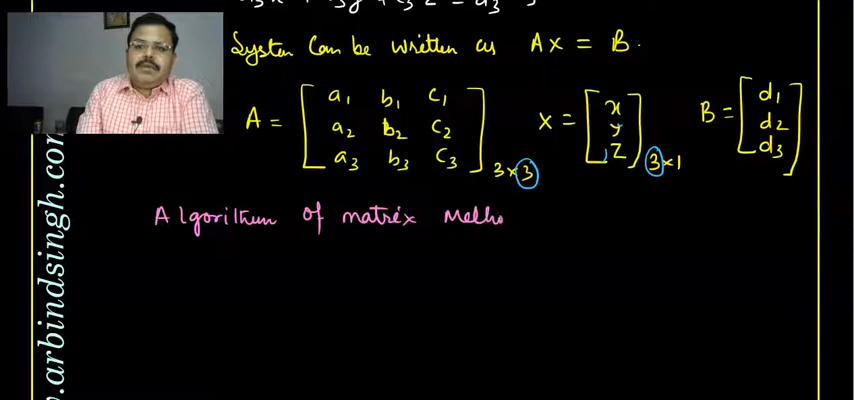 System Can be written as AX = B.
A = [ a1 b1 c1 X = [ x B = [ d1
a2 b2 c2 y d2
a3 b3 c3 ] 3×3 z ] 3×1 d3 ]
Algorithm of matrix Metho
.arbindsingh.com